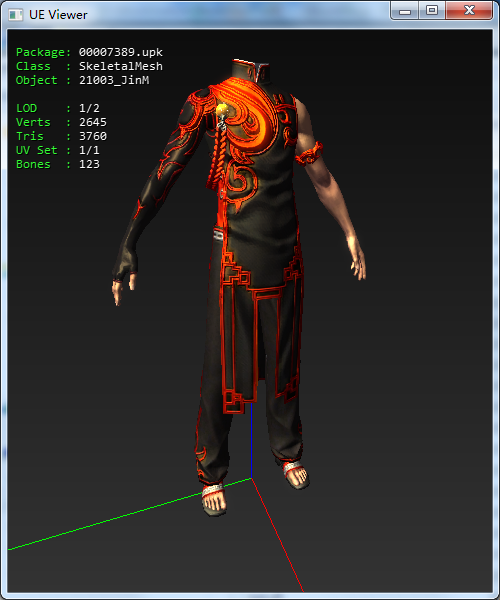 UE Viewer
Package: 00007389.upk
Class : SkeletalMesh
Object : 21003_JinM
LOD : 1/2
Verts : 2645
Tris : 3760
UV Set : 1/1
Bones : 123